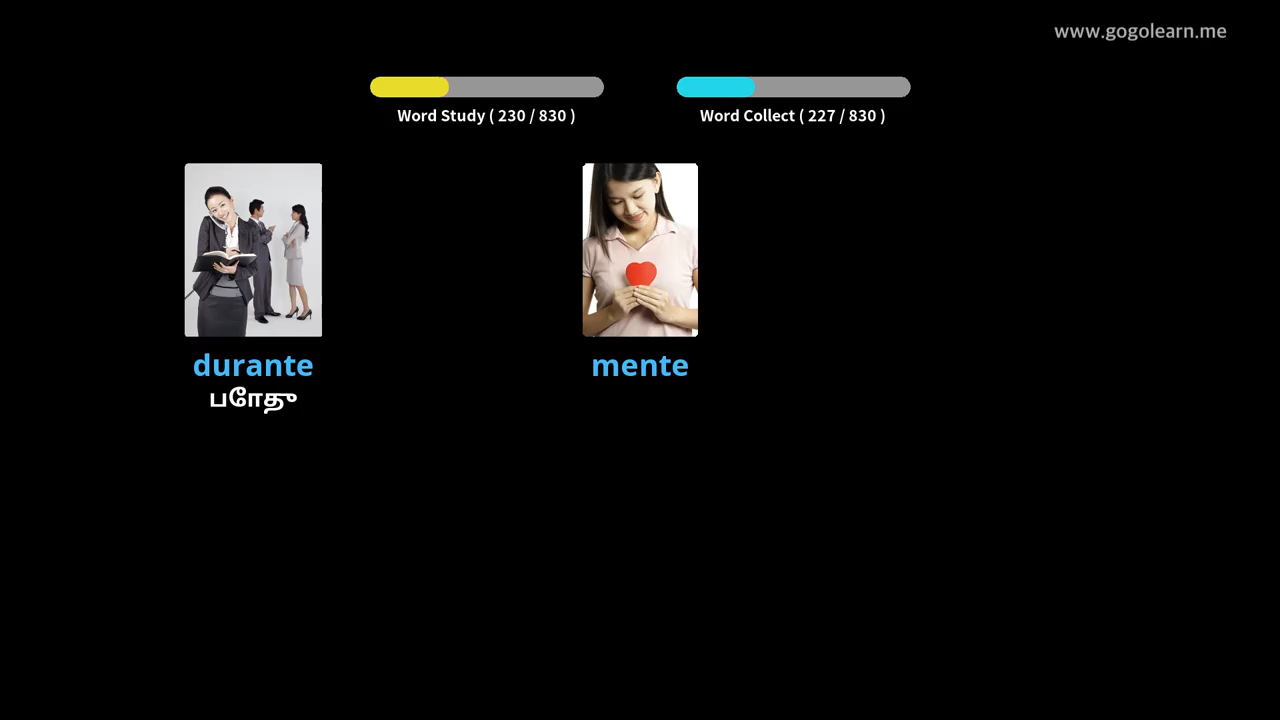 www.gogolearn.me
Word Study ( 230 / 830 )
Word Collect ( 227 / 830 )
durante
போது
mente